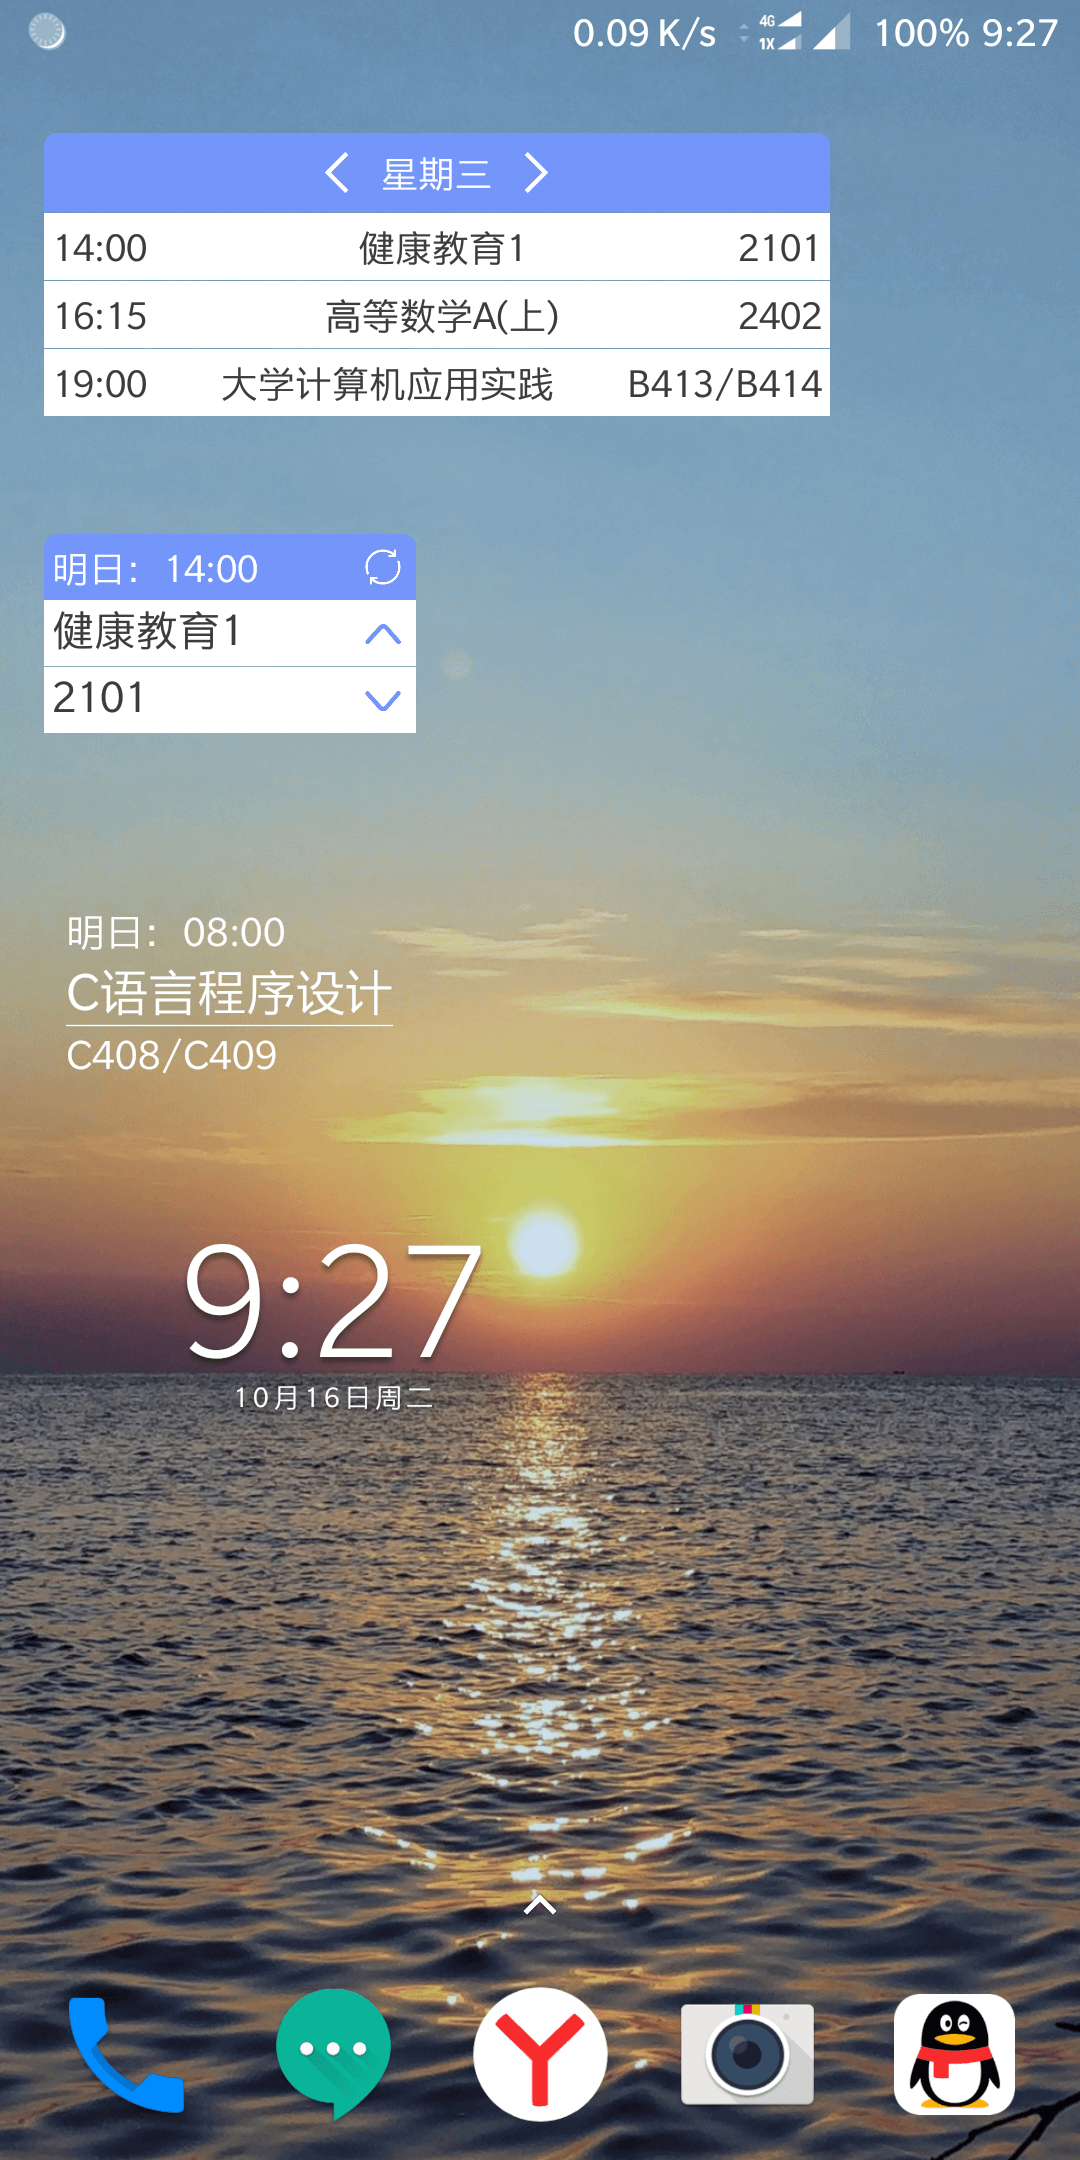 0.09 K/s 4G 1X 100% 9:27
星期三
14:00 健康教育1 2101
16:15 高等数学A(上) 2402
19:00 大学计算机应用实践 B413/B414
明日：14:00
健康教育1
2101
明日：08:00
C语言程序设计
C408/C409
9:27
10月16日周二